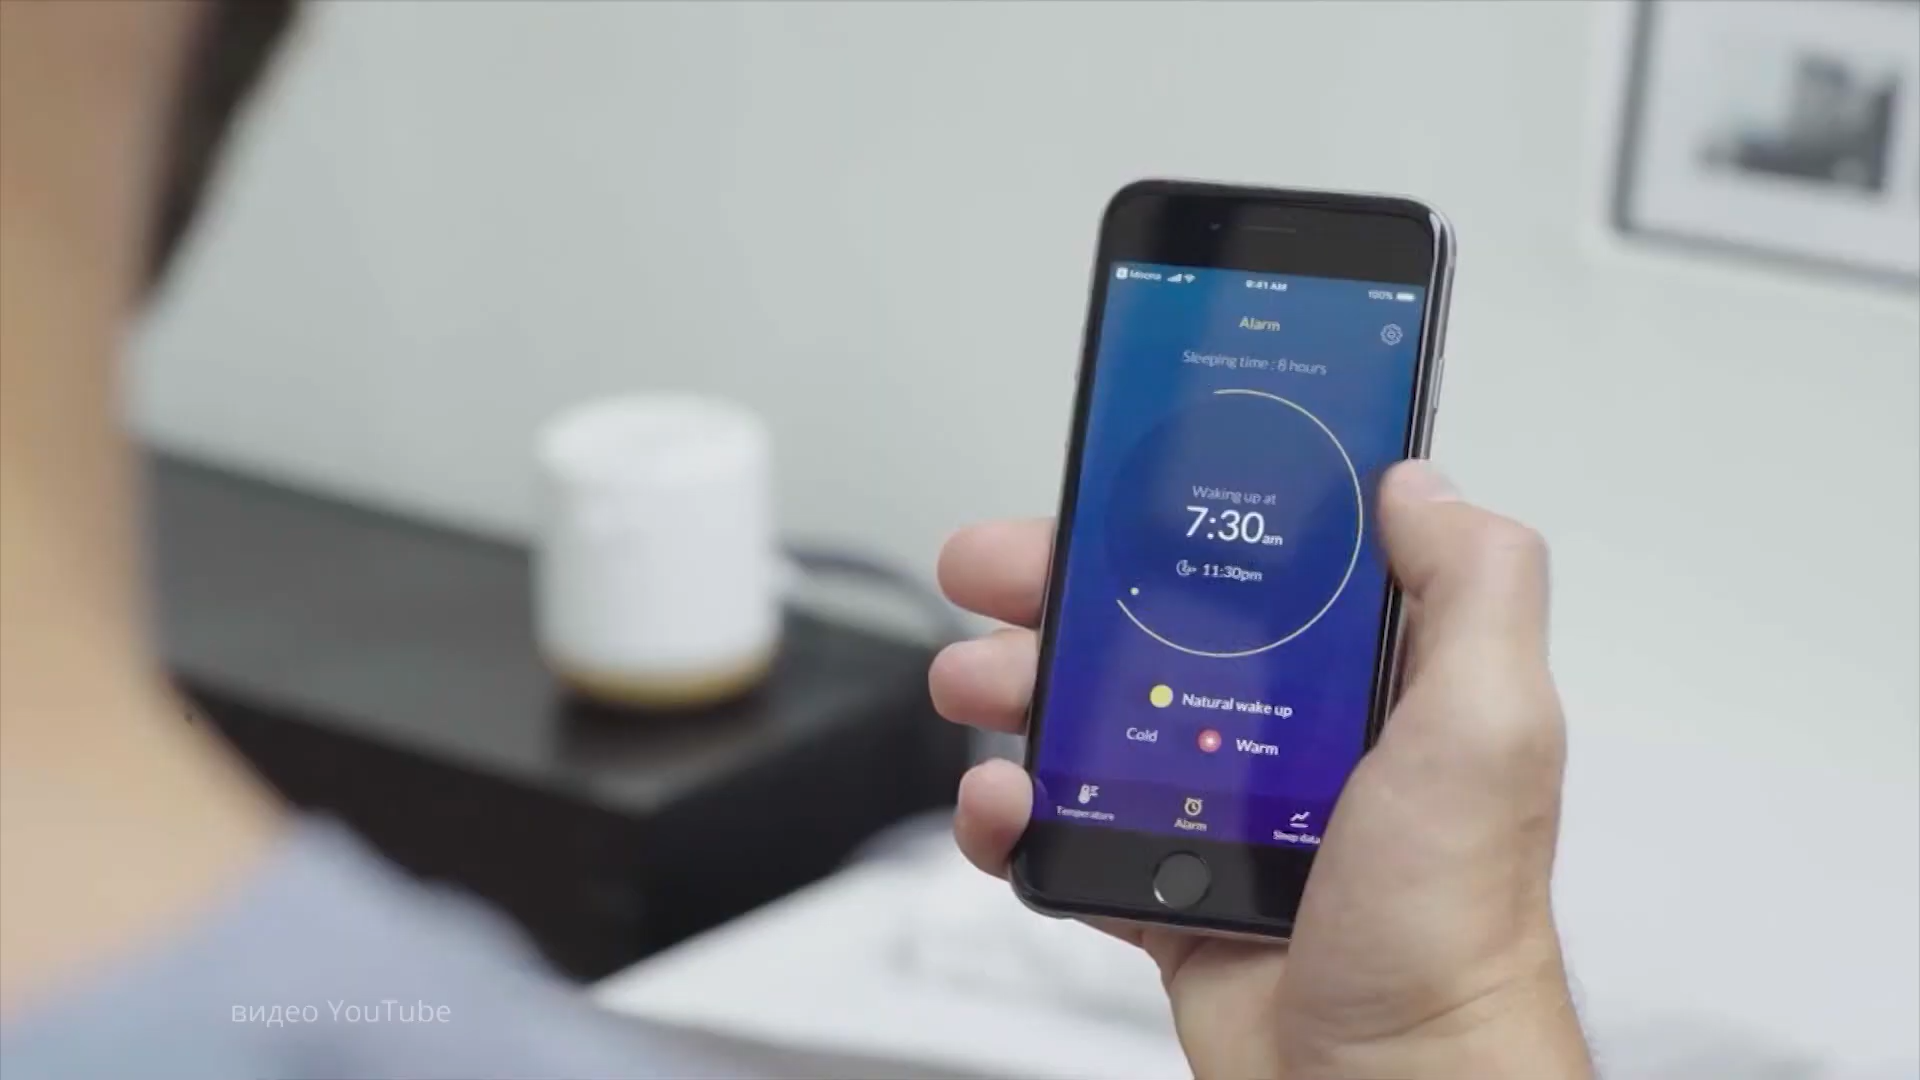 Moona
9:41 AM
100%
Alarm
Sleeping time : 8 hours
Waking up at
7:30am
11:30pm
Natural wake up
Cold
Warm
Temperature
Alarm
Sleep data
видео YouTube